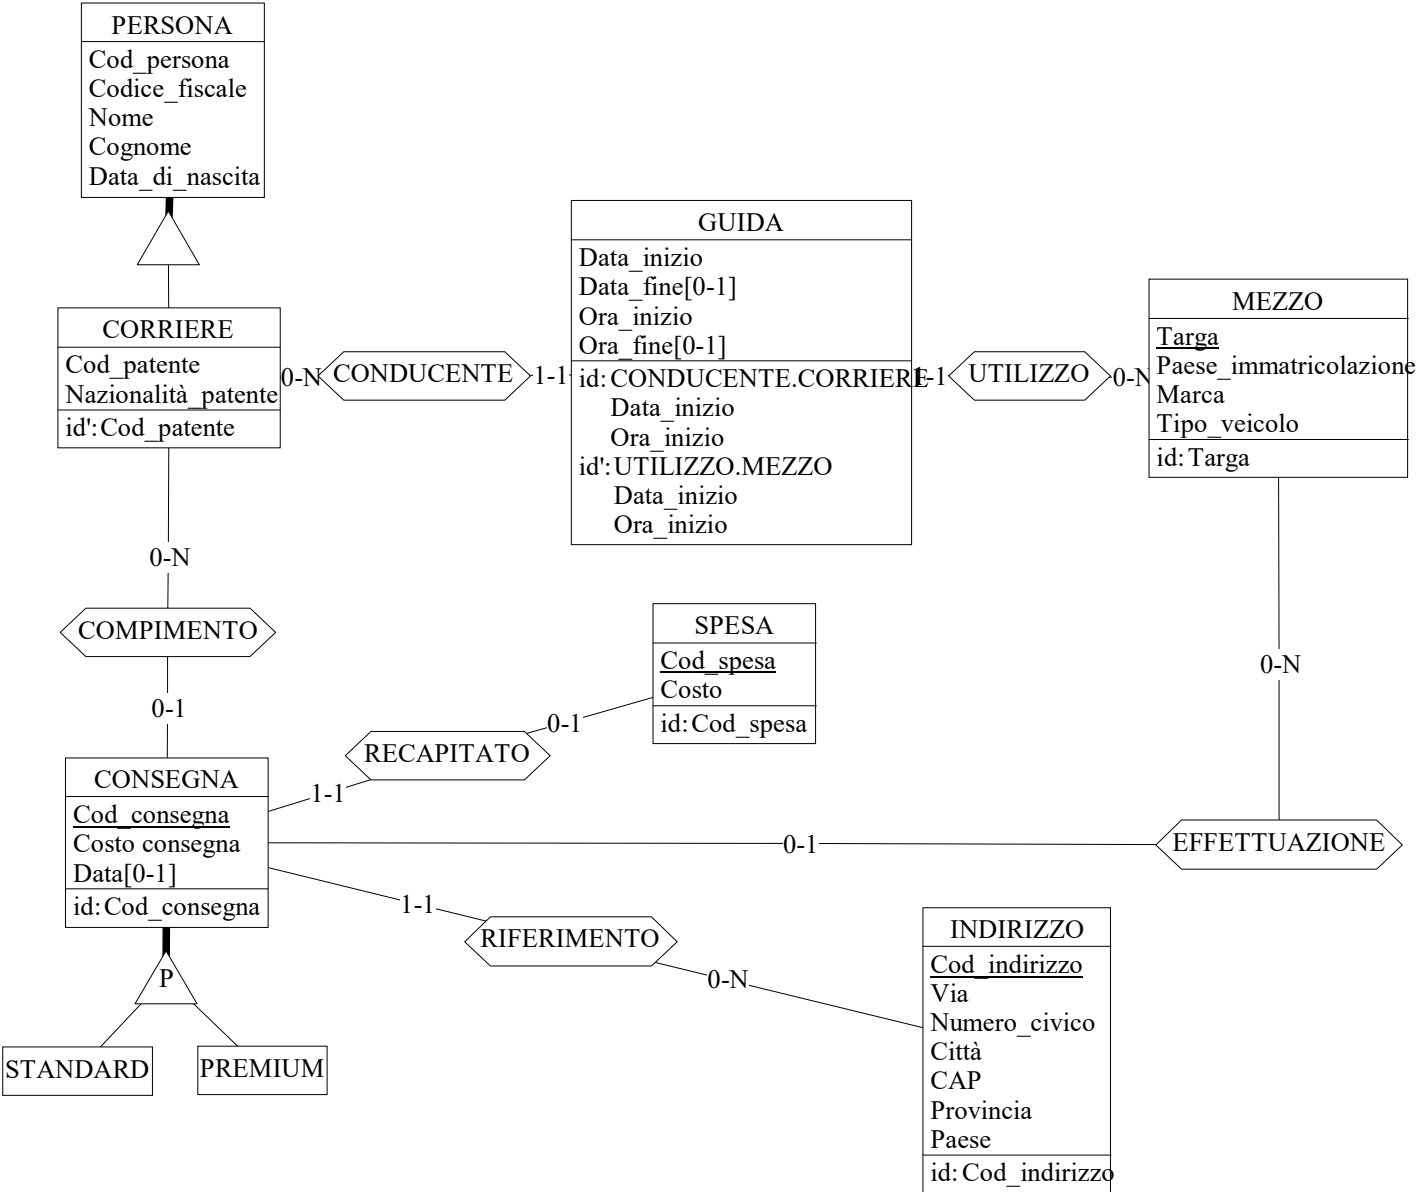 PERSONA
Cod_persona
Codice_fiscale
Nome
Cognome
Data_di_nascita
CORRIERE
Cod_patente
Nazionalità_patente
id': Cod_patente
0-N
CONDUCENTE
1-1
GUIDA
Data_inizio
Data_fine[0-1]
Ora_inizio
Ora_fine[0-1]
id: CONDUCENTE.CORRIERE
Data_inizio
Ora_inizio
id': UTILIZZO.MEZZO
Data_inizio
Ora_inizio
1-1
UTILIZZO
0-N
MEZZO
Targa
Paese_immatricolazione
Marca
Tipo_veicolo
id: Targa
0-N
COMPIMENTO
0-1
SPESA
Cod_spesa
Costo
id: Cod_spesa
0-1
RECAPITATO
1-1
0-N
CONSEGNA
Cod_consegna
Costo consegna
Data[0-1]
id: Cod_consegna
0-1
EFFETTUAZIONE
1-1
RIFERIMENTO
0-N
INDIRIZZO
Cod_indirizzo
Via
Numero_civico
Città
CAP
Provincia
Paese
id: Cod_indirizzo
P
STANDARD
PREMIUM